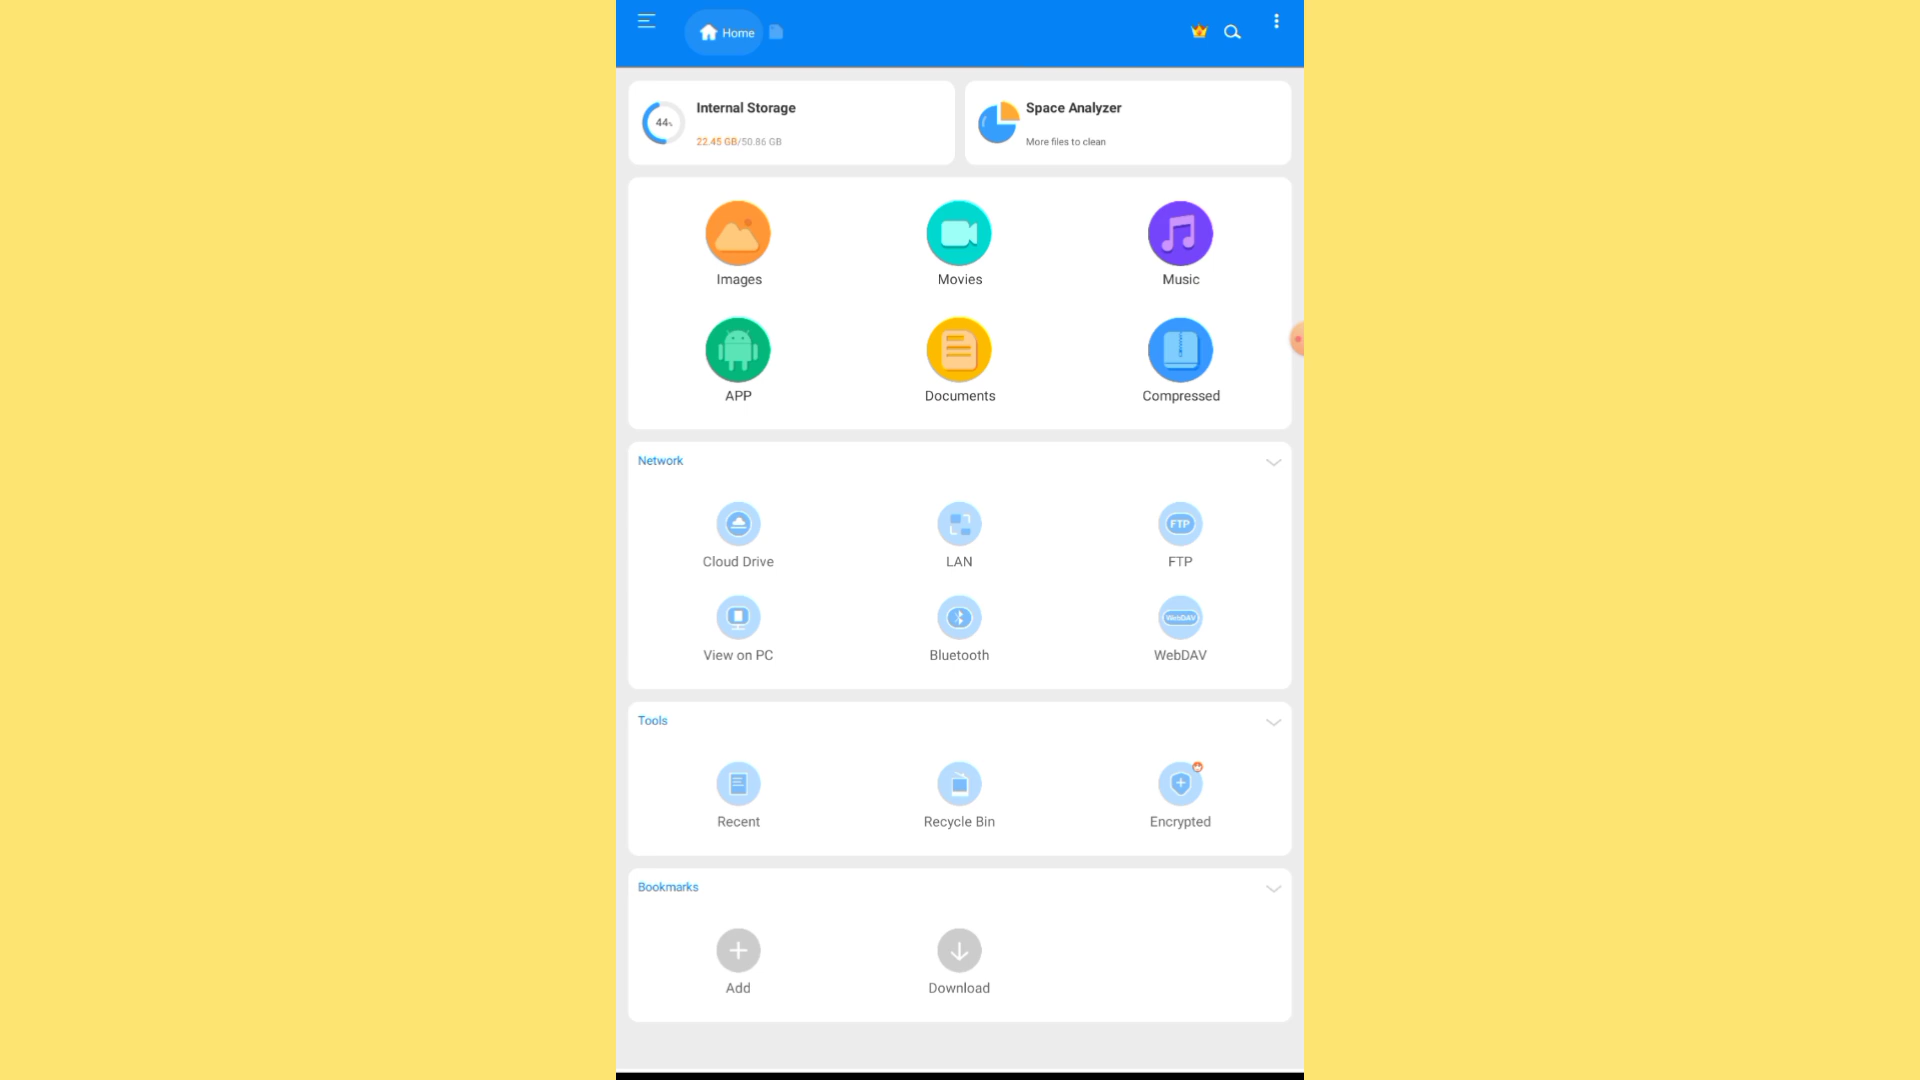 Home
Internal Storage
44%
22.45 GB/50.86 GB
Space Analyzer
More files to clean
Images
Movies
Music
APP
Documents
Compressed
Network
Cloud Drive
LAN
FTP
FTP
View on PC
Bluetooth
WebDAV
WebDAV
Tools
Recent
Recycle Bin
Encrypted
Bookmarks
Add
Download